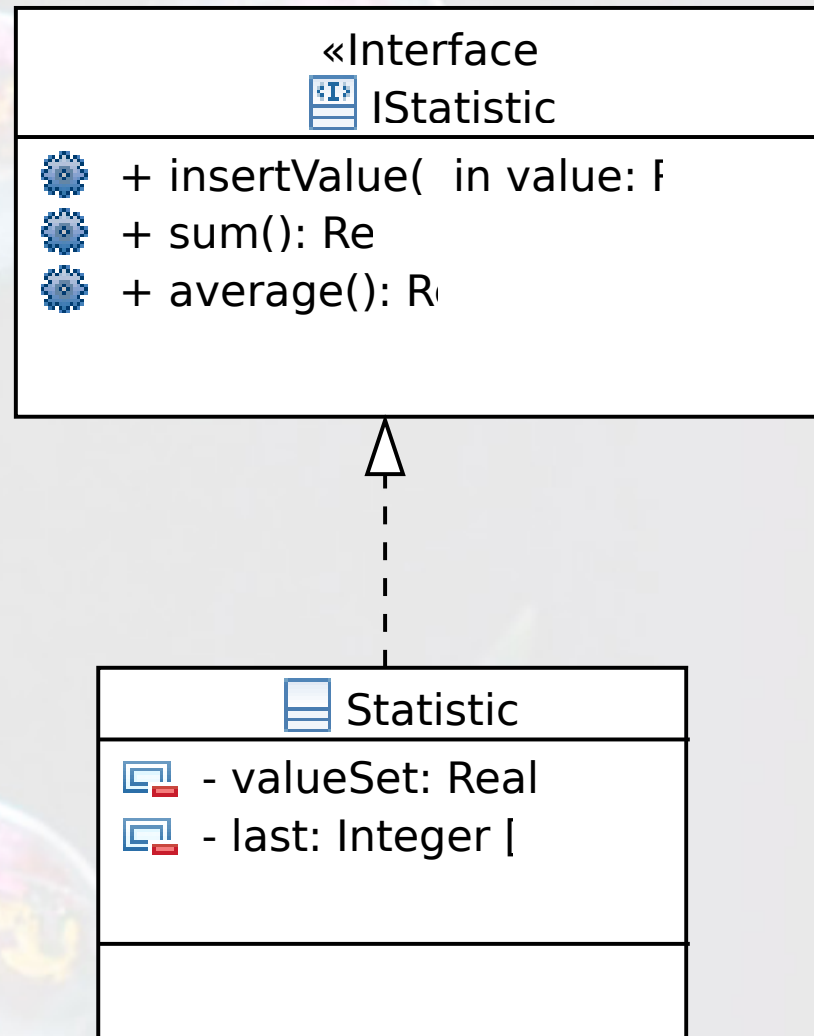 «Interface
IStatistic
+ insertValue( in value:
+ sum(): Re
+ average():
Statistic
- valueSet: Real
- last: Integer [